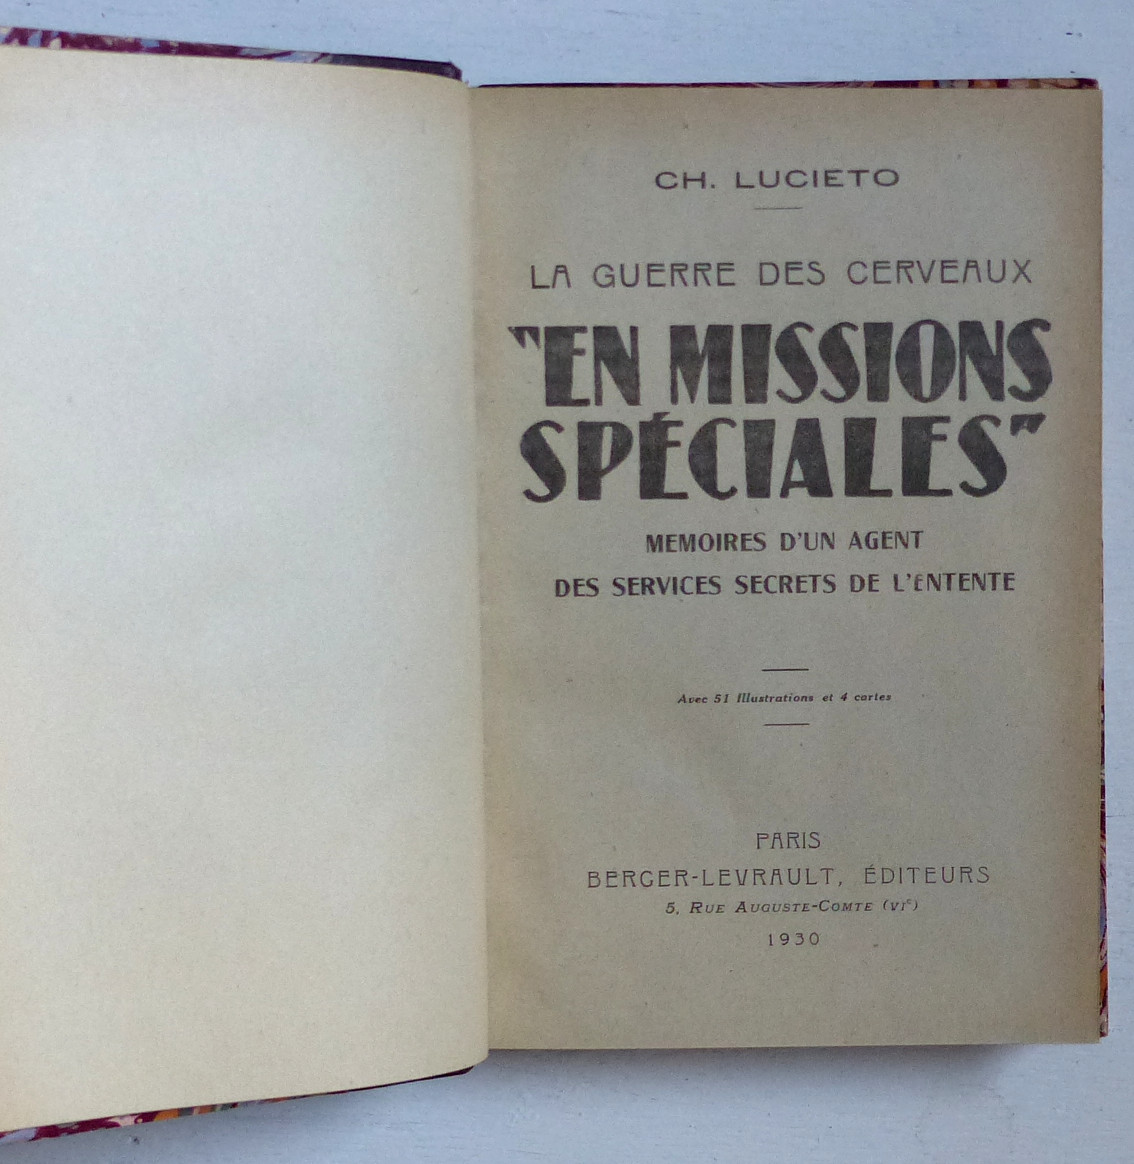 CH. LUCIETO
LA GUERRE DES CERVEAUX
"EN MISSIONS
SPÉCIALES"
MEMOIRES D'UN AGENT
DES SERVICES SECRETS DE L'ENTENTE
Avec 51 Illustrations et 4 cartes
PARIS
BERGER-LEVRAULT, ÉDITEURS
5, RUE AUGUSTE-COMTE (VIe)
1930